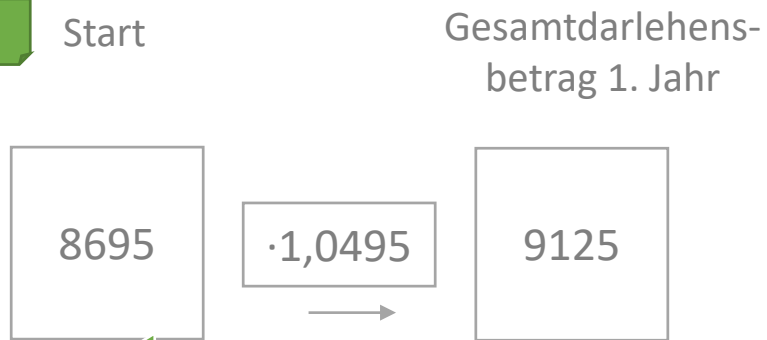 Start
Gesamtdarlehens-
betrag 1. Jahr
8695
·1,0495
9125